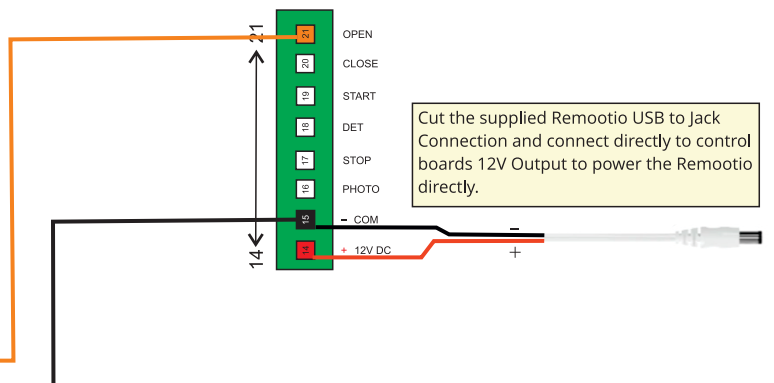 21
21 OPEN
20 CLOSE
19 START
18 DET
17 STOP
16 PHOTO
15 – COM
14 + 12V DC
14
Cut the supplied Remootio USB to Jack
Connection and connect directly to control
boards 12V Output to power the Remootio
directly.
–
+